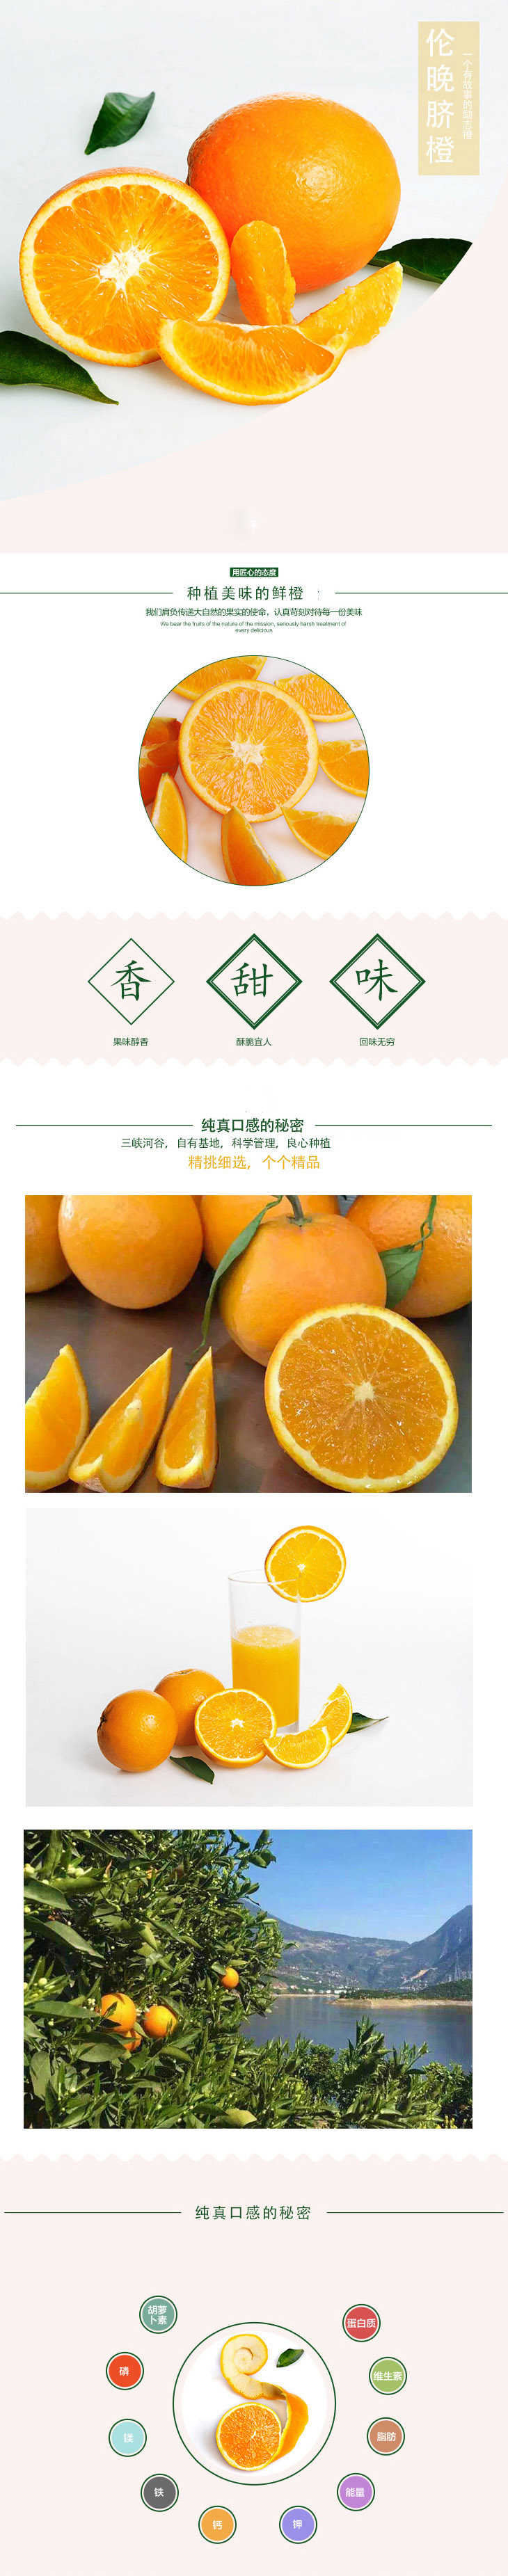 伦晚脐橙
一个有故事的励志橙
用匠心的态度
种植美味的鲜橙
我们肩负传递大自然的果实的使命，认真苛刻对待每一份美味
We bear the fruits of the nature of the mission, seriously harsh treatment of
every delicious
香
甜
味
果味醇香
酥脆宜人
回味无穷
纯真口感的秘密
三峡河谷，自有基地，科学管理，良心种植
精挑细选，个个精品
纯真口感的秘密
胡萝
卜素
蛋白质
磷
维生素
镁
脂肪
铁
能量
钙
钾